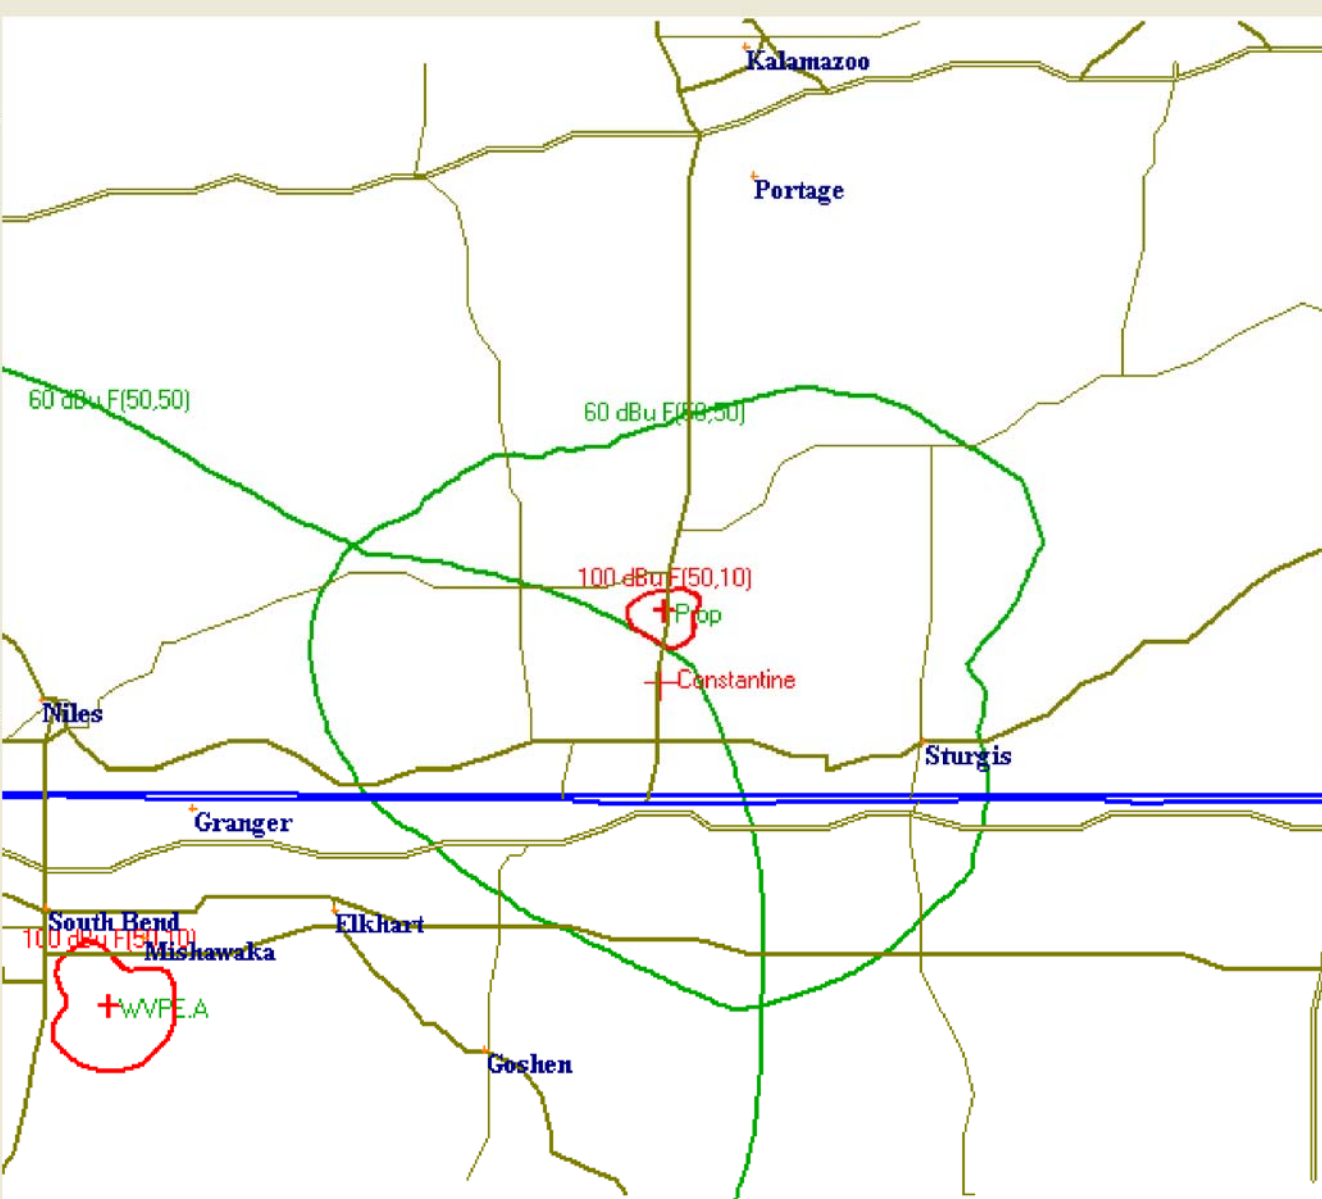 Kalamazoo
Portage
60 dBu F(50,50)
60 dBu F(50,50)
100 dBu F(50,10)
Prop
Constantine
Niles
Sturgis
Granger
South Bend
Elkhart
100 dBu F(50,10)
Mishawaka
WVPE.A
Goshen